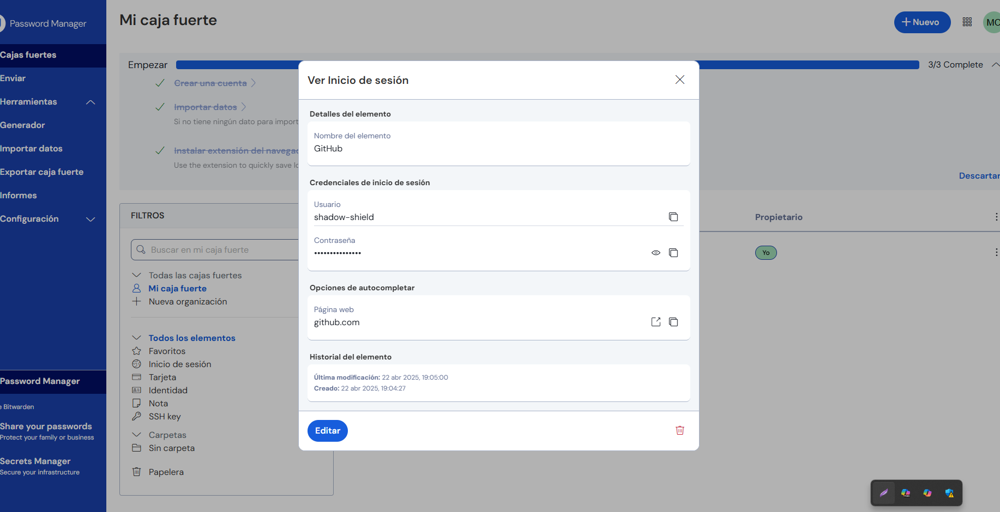 Password Manager
Cajas fuertes
Enviar
Herramientas
Generador
Importar datos
Exportar caja fuerte
Informes
Configuración
Password Manager
e Bitwarden
Share your passwords
Protect your family or business
Secrets Manager
Secure your infrastructure
Mi caja fuerte
Nuevo
MC
Empezar
3/3 Complete
Crear una cuenta
Importar datos
Si no tiene ningún dato para import
Instalar extensión del navegac
Use the extension to quickly save lo
Descartar
FILTROS
Buscar en mi caja fuerte
Todas las cajas fuertes
Mi caja fuerte
Nueva organización
Todos los elementos
Favoritos
Inicio de sesión
Tarjeta
Identidad
Nota
SSH key
Carpetas
Sin carpeta
Papelera
Propietario
Yo
Ver Inicio de sesión
Detalles del elemento
Nombre del elemento
GitHub
Credenciales de inicio de sesión
Usuario
shadow-shield
Contraseña
•••••••••••••••
Opciones de autocompletar
Página web
github.com
Historial del elemento
Última modificación: 22 abr 2025, 19:05:00
Creado: 22 abr 2025, 19:04:27
Editar